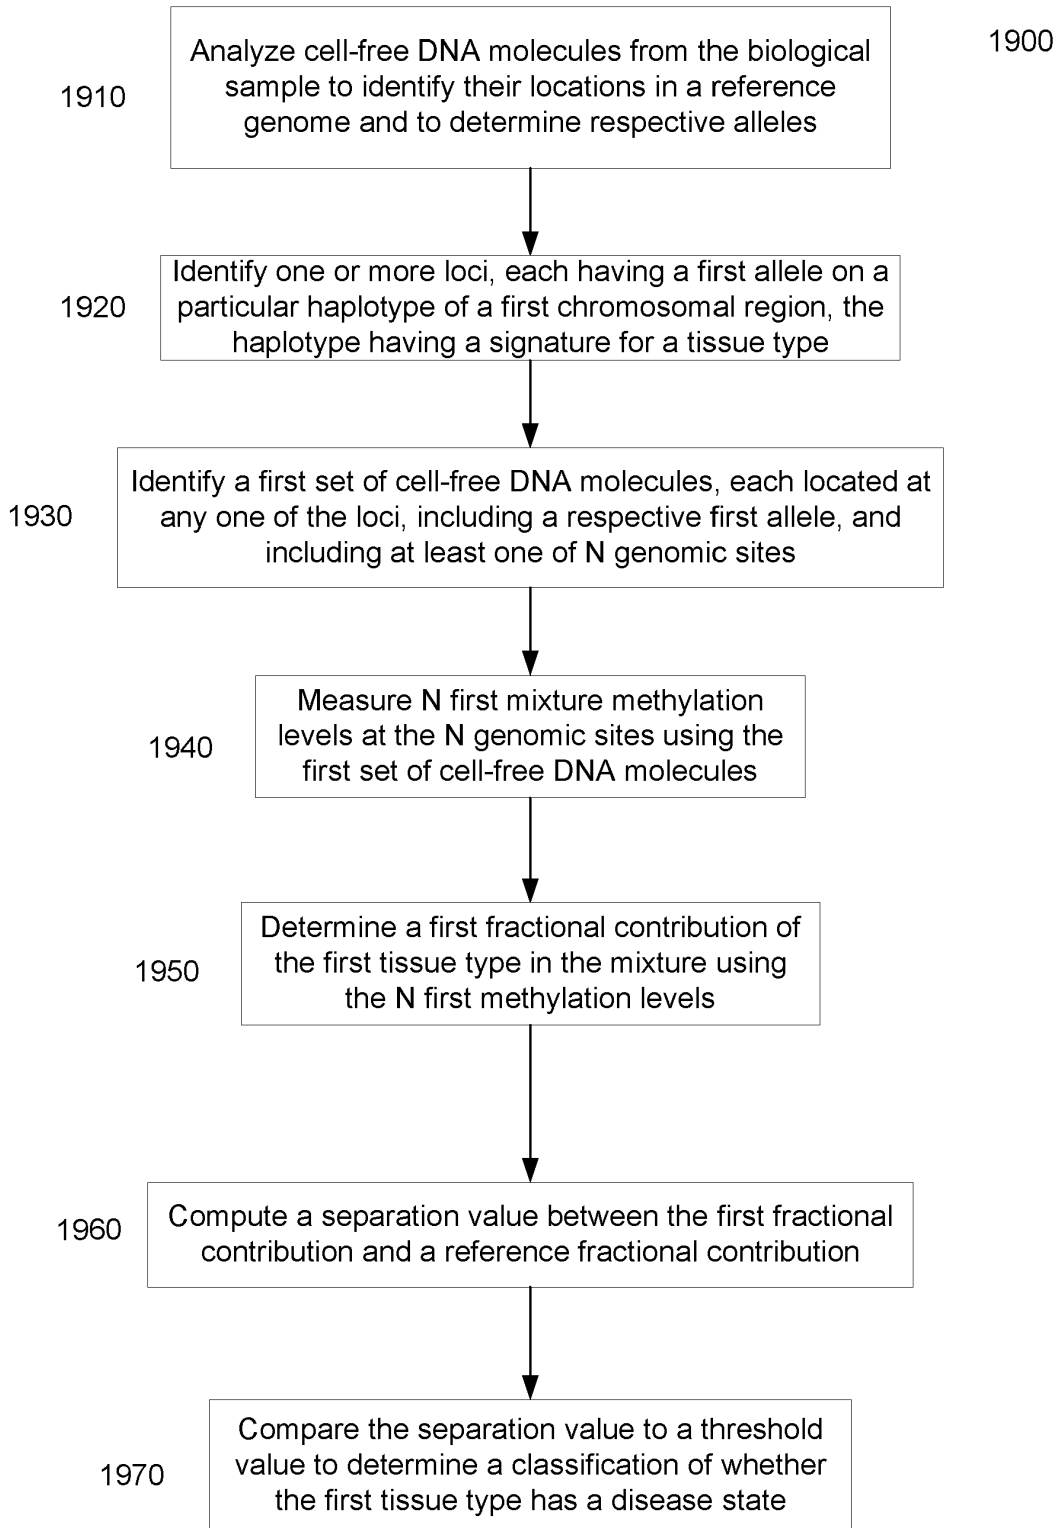 1900
Analyze cell-free DNA molecules from the biological
sample to identify their locations in a reference
genome and to determine respective alleles
1910
Identify one or more loci, each having a first allele on a
particular haplotype of a first chromosomal region, the
haplotype having a signature for a tissue type
1920
Identify a first set of cell-free DNA molecules, each located at
any one of the loci, including a respective first allele, and
including at least one of N genomic sites
1930
Measure N first mixture methylation
levels at the N genomic sites using the
first set of cell-free DNA molecules
1940
Determine a first fractional contribution of
the first tissue type in the mixture using
the N first methylation levels
1950
Compute a separation value between the first fractional
contribution and a reference fractional contribution
1960
Compare the separation value to a threshold
value to determine a classification of whether
the first tissue type has a disease state
1970